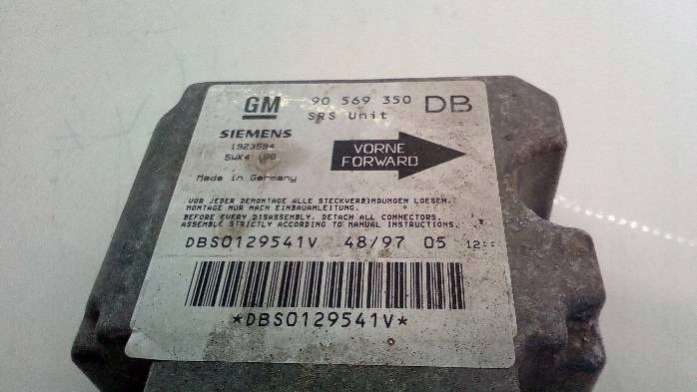 GM 90 569 350 DB
SRS Unit
SIEMENS
1923594
5WK4
VORNE
FORWARD
Made in Germany
VOR JEDER DEMONTAGE ALLE STECKVERBINDUNGEN LOESEN.
MONTAGE NUR NACH EINBAUANLEITUNG.
BEFORE EVERY DISASSEMBLY. DETACH ALL CONNECTORS.
ASSEMBLE STRICTLY ACCORDING TO MANUAL INSTRUCTIONS.
DBS0129541V 48/97 05
*DBS0129541V*